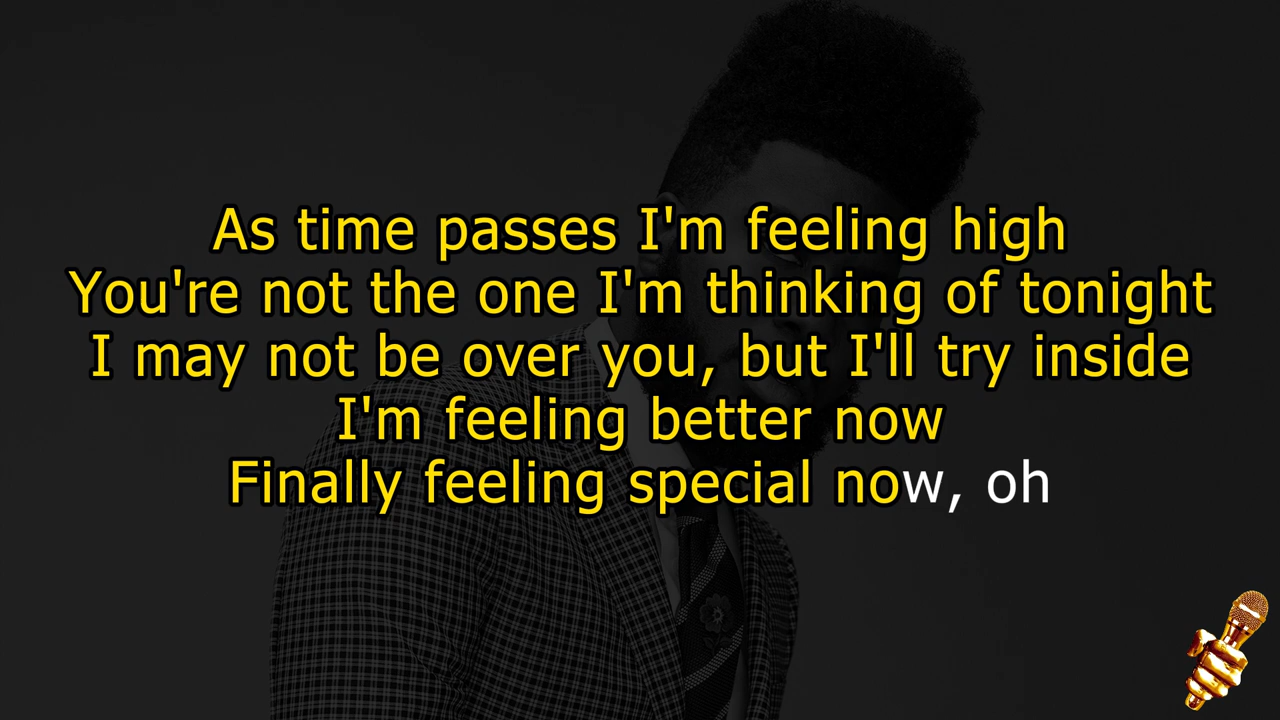 As time passes I'm feeling high
You're not the one I'm thinking of tonight
I may not be over you, but I'll try inside
I'm feeling better now
Finally feeling special now, oh